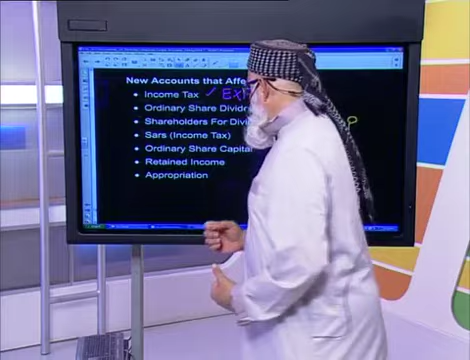 New Accounts that Affe
• Income Tax ✓ EXP
• Ordinary Share Divide
• Shareholders For Divi
• Sars (Income Tax)
• Ordinary Share Capita
• Retained Income
• Appropriation